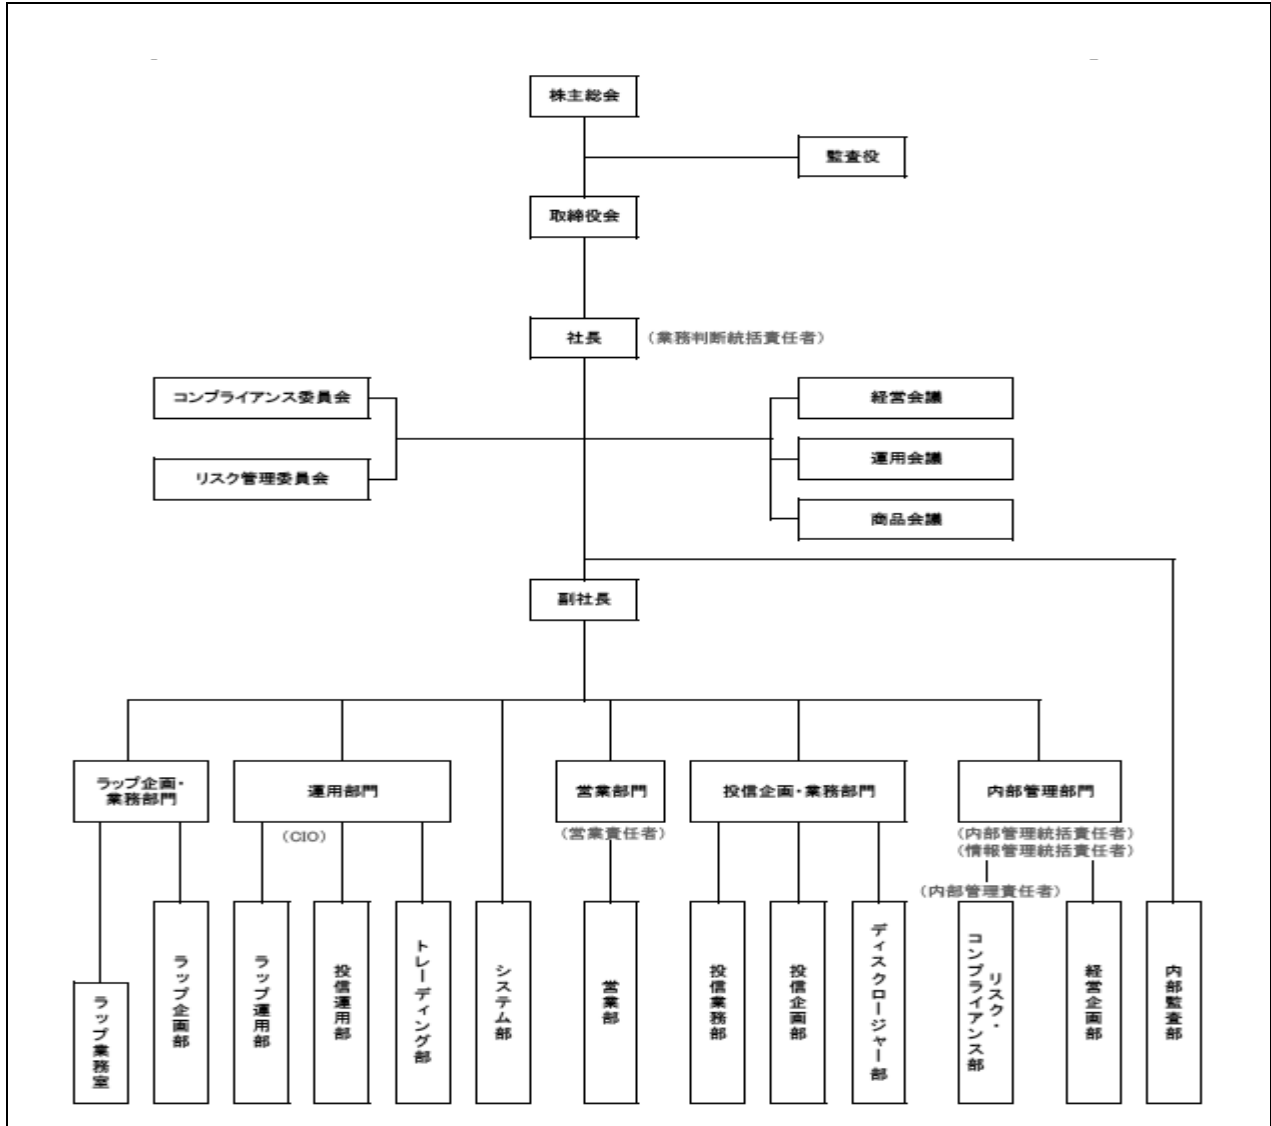 株主総会
監査役
取締役会
社長
（業務判断統括責任者）
コンプライアンス委員会
経営会議
運用会議
リスク管理委員会
商品会議
副社長
ラップ企画・
業務部門
運用部門
営業部門
投信企画・業務部門
内部管理部門
（CIO）
（営業責任者）
（内部管理統括責任者）
（情報管理統括責任者）
（内部管理責任者）
ラップ業務室
ラップ企画部
ラップ運用部
投信運用部
トレーディング部
システム部
営業部
投信業務部
投信企画部
ディスクロージャー部
リスク・
コンプライアンス部
経営企画部
内部監査部